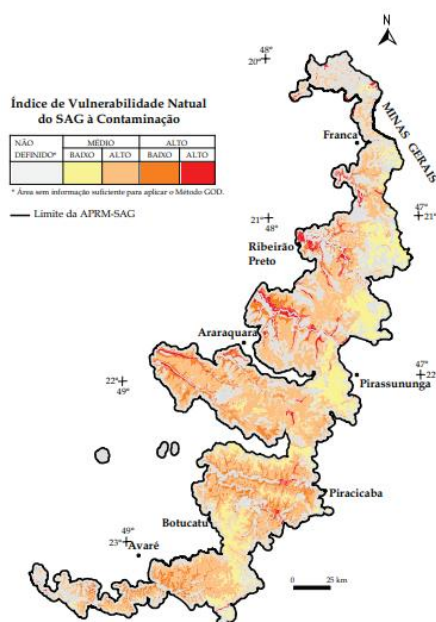 N
48°
20°
Índice de Vulnerabilidade Natual
do SAG à Contaminação
NÃO
DEFINIDO*
MÉDIO
ALTO
BAIXO
ALTO
BAIXO
ALTO
* Área sem informação suficiente para aplicar o Método GOD.
Limite da APRM-SAG
MINAS GERAIS
Franca
21°
48°
47°
21°
Ribeirão
Preto
Araraquara
22°
49°
47°
22°
Pirassununga
Piracicaba
Botucatu
49°
23°
Avaré
0
25 km